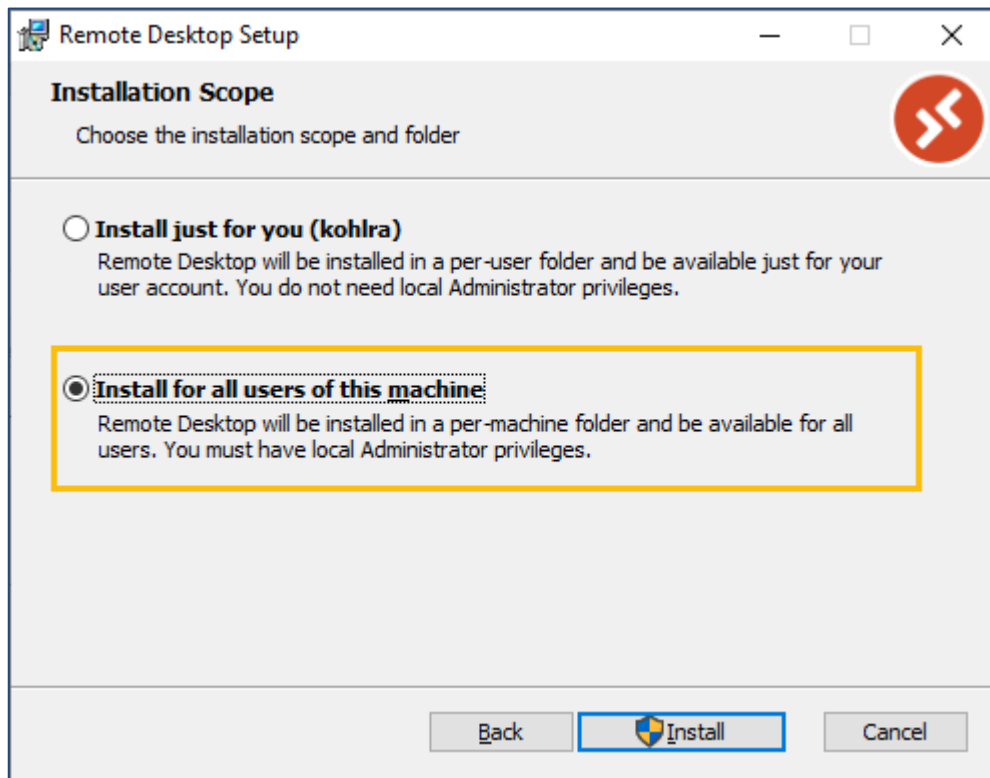 Remote Desktop Setup
Installation Scope
Choose the installation scope and folder
Install just for you (kohlra)
Remote Desktop will be installed in a per-user folder and be available just for your
user account. You do not need local Administrator privileges.
Install for all users of this machine
Remote Desktop will be installed in a per-machine folder and be available for all
users. You must have local Administrator privileges.
Back
Install
Cancel